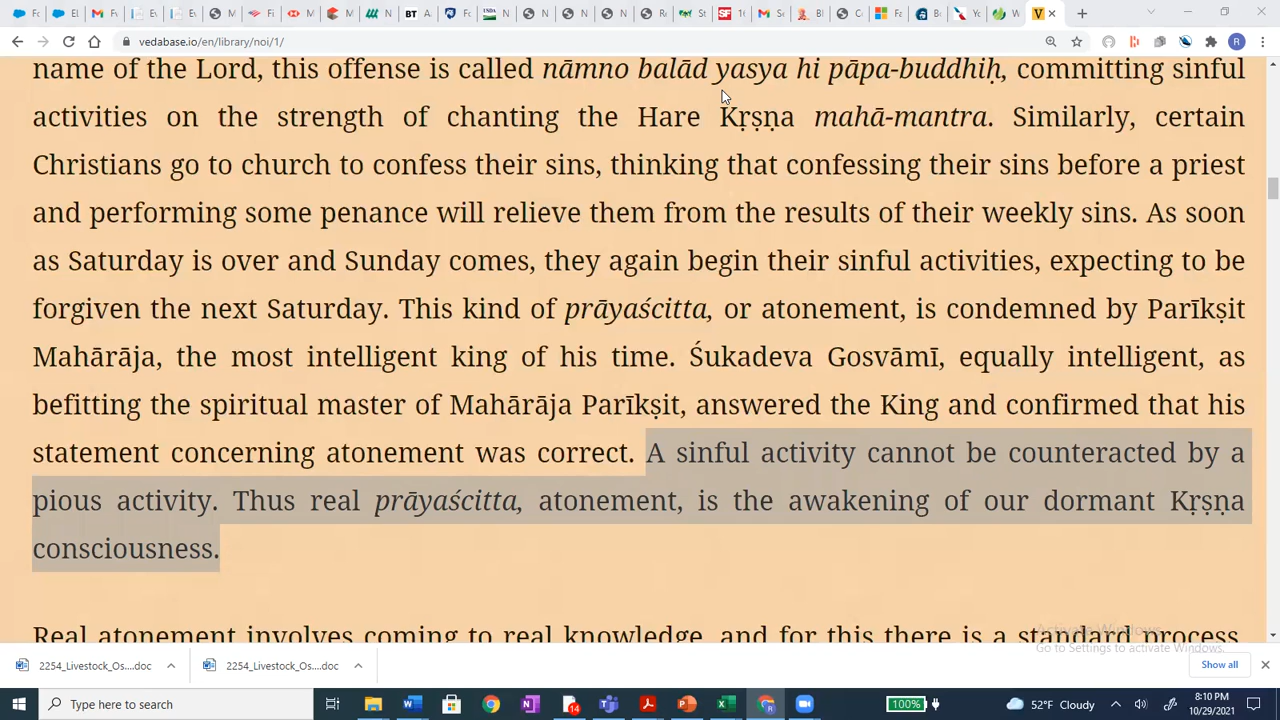 vedabase.io/en/library/noi/1/
name of the Lord, this offense is called nāmno balād yasya hi pāpa-buddhiḥ, committing sinful
activities on the strength of chanting the Hare Kṛṣṇa mahā-mantra. Similarly, certain
Christians go to church to confess their sins, thinking that confessing their sins before a priest
and performing some penance will relieve them from the results of their weekly sins. As soon
as Saturday is over and Sunday comes, they again begin their sinful activities, expecting to be
forgiven the next Saturday. This kind of prāyaścitta, or atonement, is condemned by Parīkṣit
Mahārāja, the most intelligent king of his time. Śukadeva Gosvāmī, equally intelligent, as
befitting the spiritual master of Mahārāja Parīkṣit, answered the King and confirmed that his
statement concerning atonement was correct. A sinful activity cannot be counteracted by a
pious activity. Thus real prāyaścitta, atonement, is the awakening of our dormant Kṛṣṇa
consciousness.
Real atonement involves coming to real knowledge, and for this there is a standard process.
Activate Windows
Go to Settings to activate Windows.
2254_Livestock_Os....doc
2254_Livestock_Os....doc
Show all
Type here to search
14
100%
52°F Cloudy
8:10 PM
10/29/2021